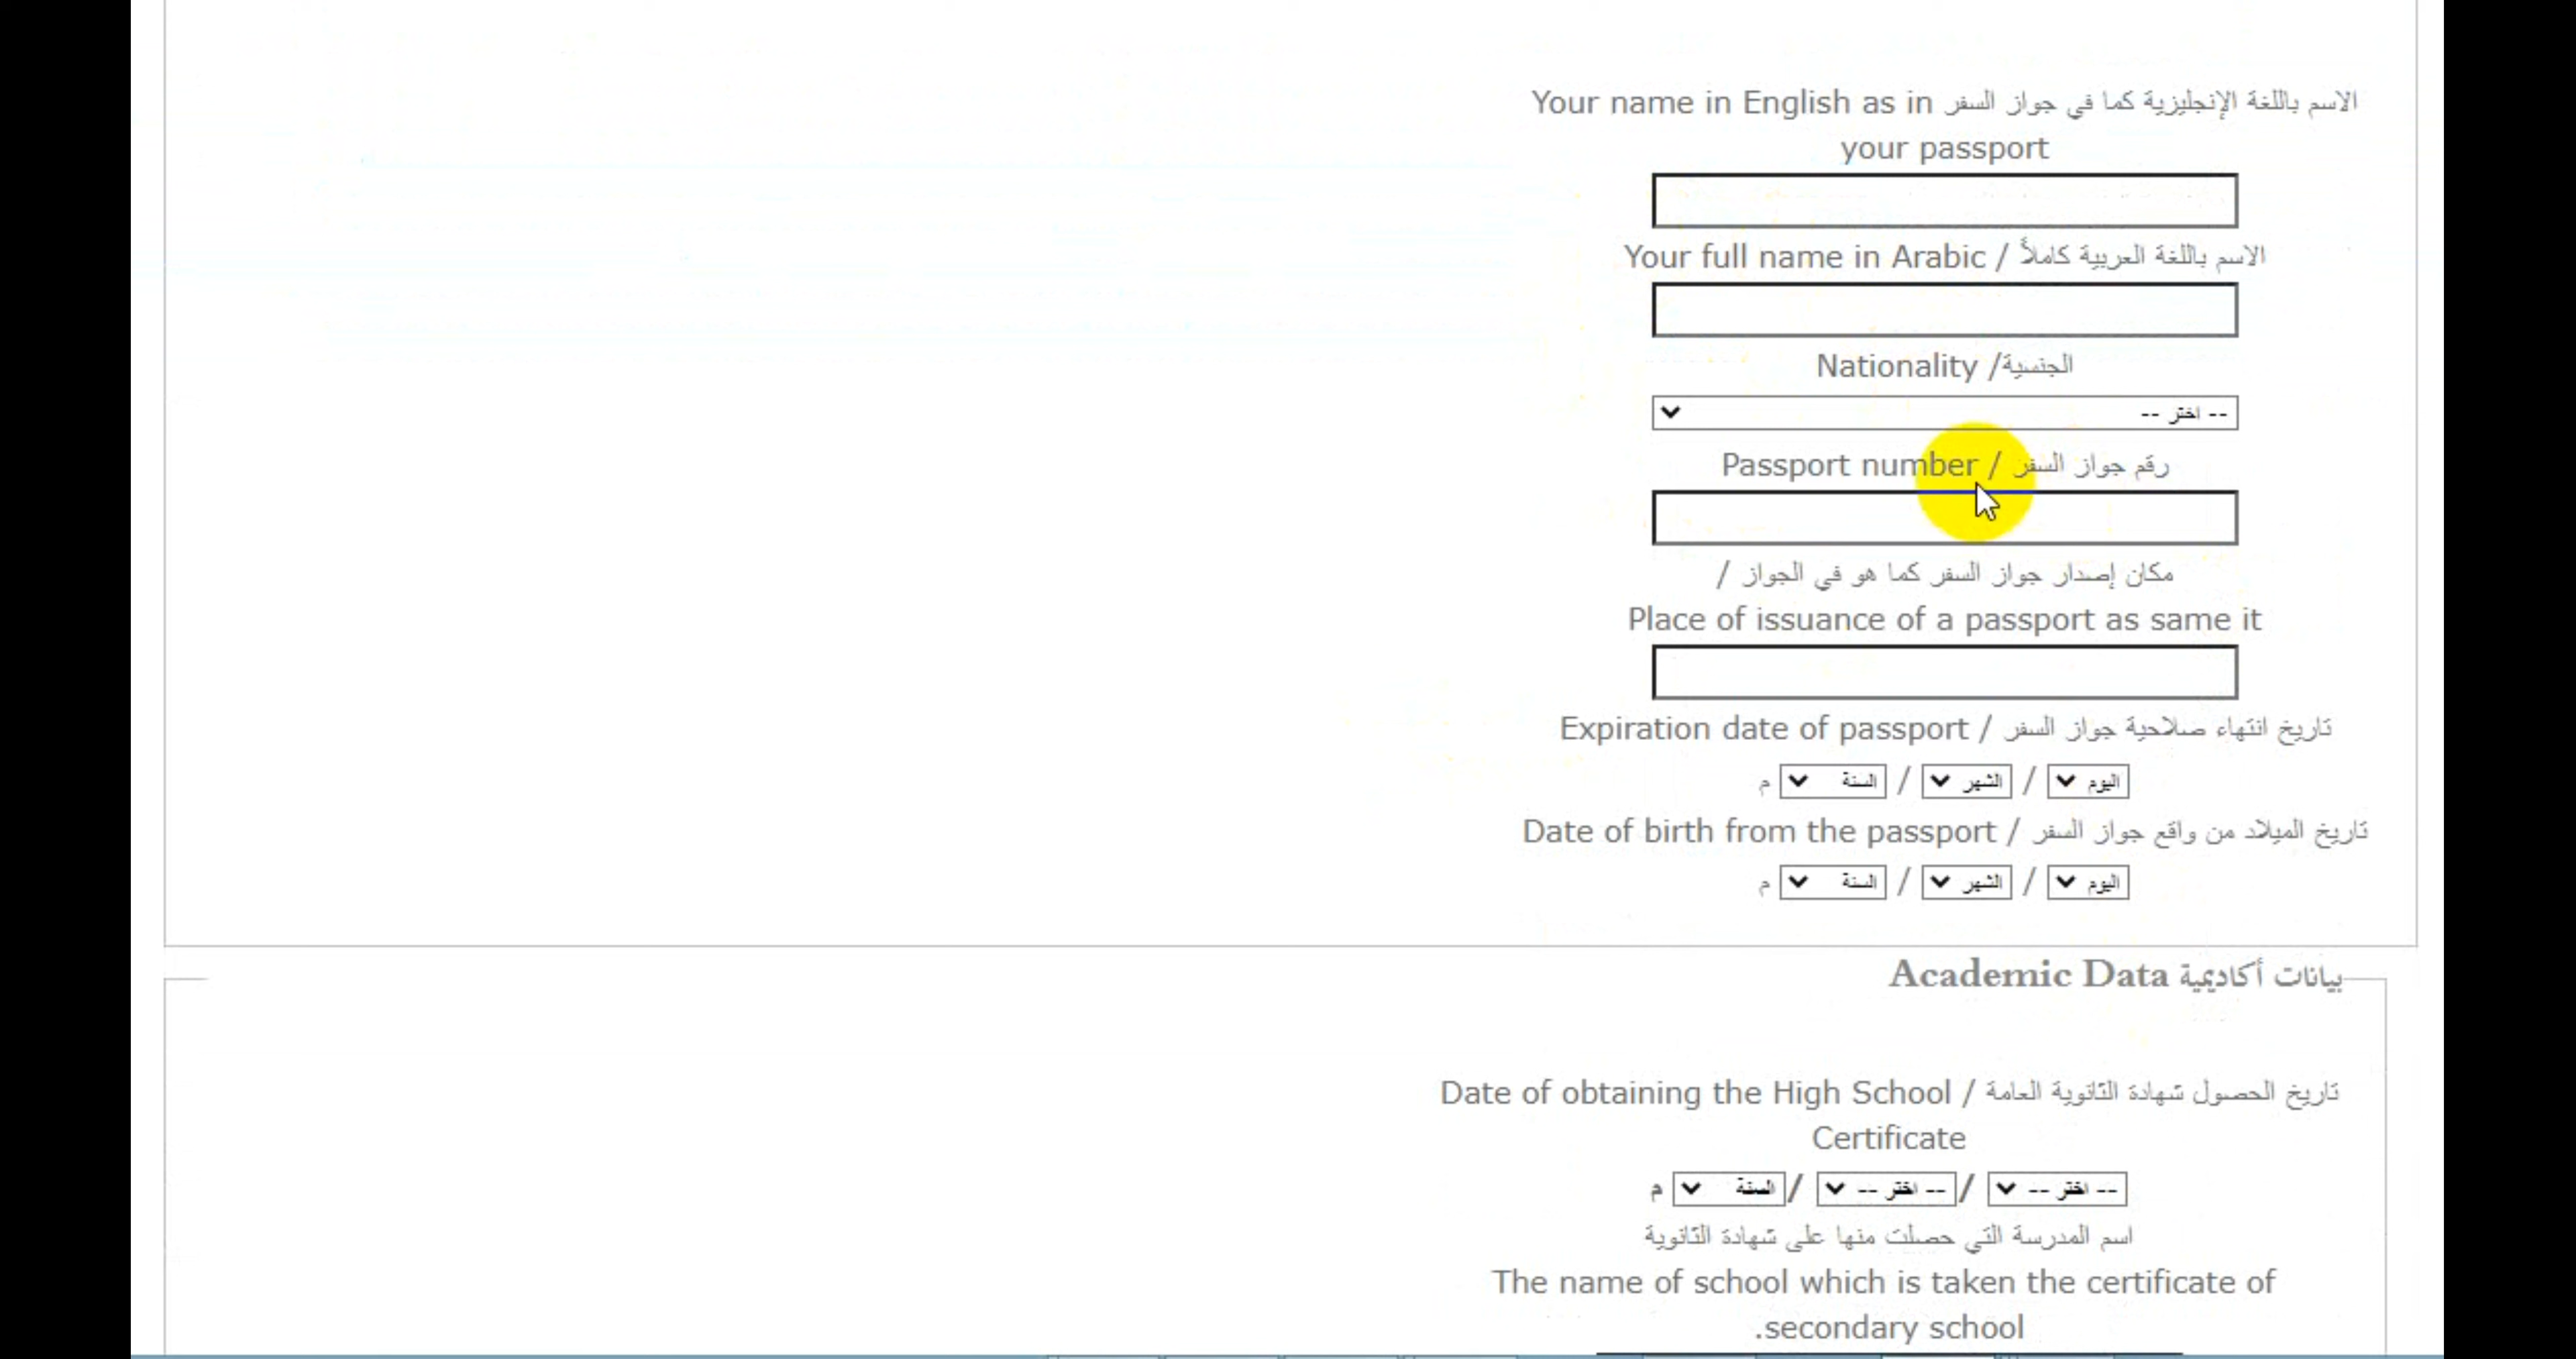 الاسم باللغة الإنجليزية كما في جواز السفر Your name in English as in
your passport
الاسم باللغة العربية كاملاً / Your full name in Arabic
الجنسية/ Nationality
-- اختر --
رقم جواز السفر / Passport number
مكان إصدار جواز السفر كما هو في الجواز /
Place of issuance of a passport as same it
تاريخ انتهاء صلاحية جواز السفر / Expiration date of passport
اليوم / الشهر / السنة م
تاريخ الميلاد من واقع جواز السفر / Date of birth from the passport
اليوم / الشهر / السنة م
بيانات أكاديمية Academic Data
تاريخ الحصول شهادة الثانوية العامة / Date of obtaining the High School
Certificate
-- اختر -- / -- اختر -- / السنة م
اسم المدرسة التي حصلت منها على شهادة الثانوية
The name of school which is taken the certificate of
.secondary school